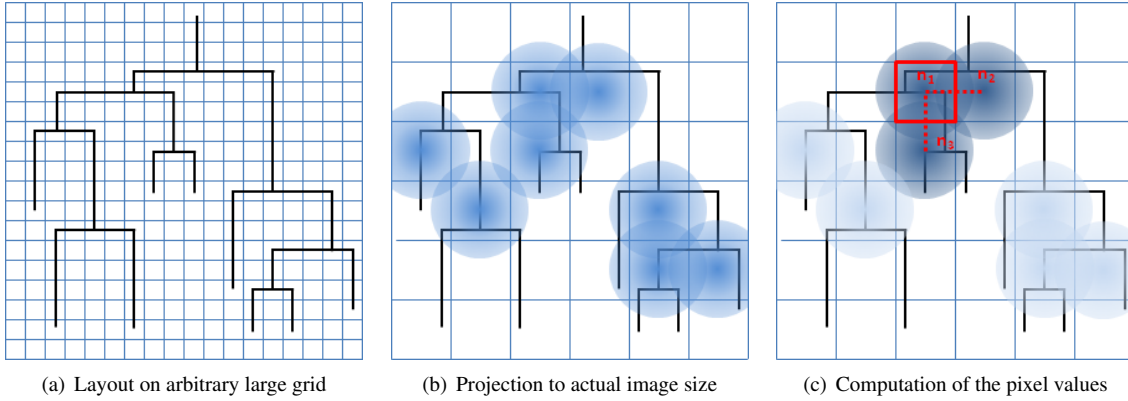 n₁
n₂
n₃
(a) Layout on arbitrary large grid
(b) Projection to actual image size
(c) Computation of the pixel values